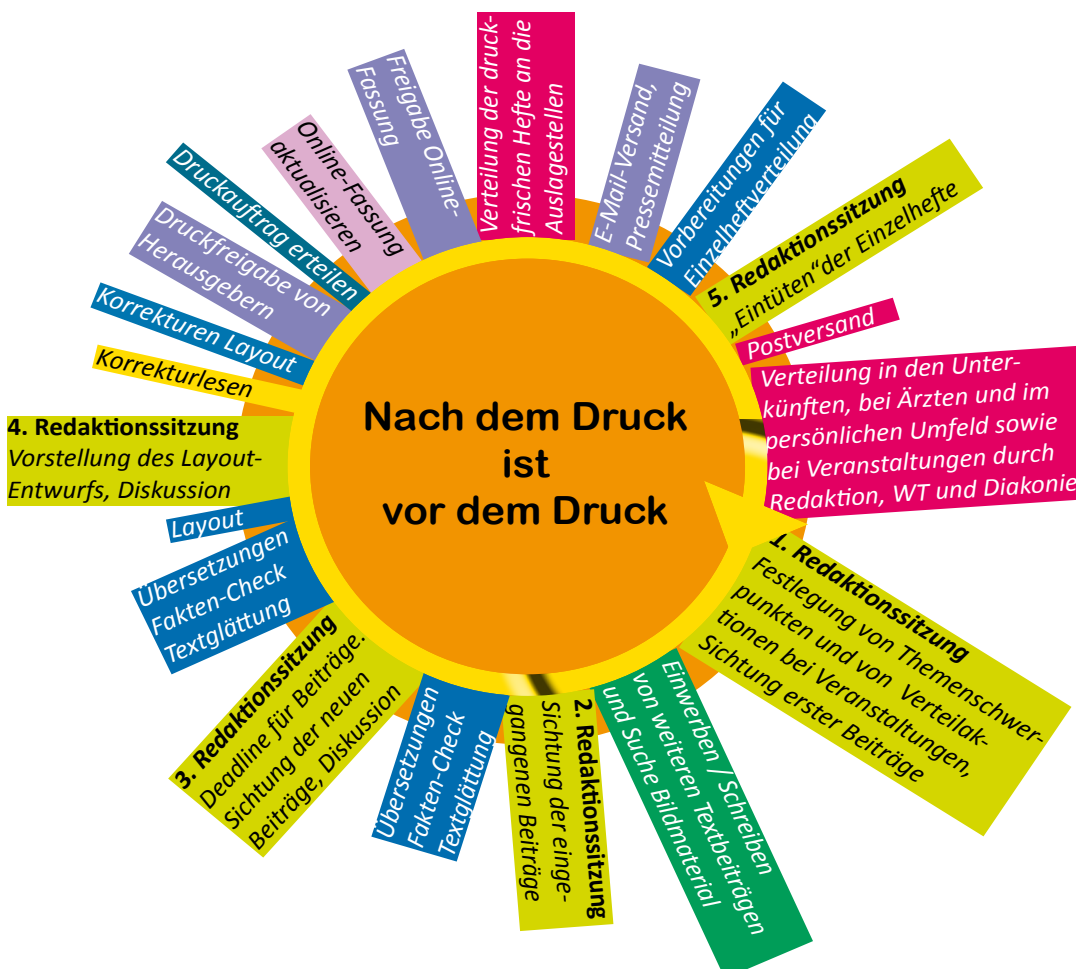 Nach dem Druck
ist
vor dem Druck
1. Redaktionssitzung
Festlegung von Themenschwer-
punkten und von Verteilak-
tionen bei Veranstaltungen,
Sichtung erster Beiträge
Einwerben / Schreiben
von weiteren Textbeiträgen
und Suche Bildmaterial
2. Redaktionssitzung
Sichtung der einge-
gangenen Beiträge
Übersetzungen
Fakten-Check
Textglättung
3. Redaktionssitzung
Deadline für Beiträge.
Sichtung der neuen
Beiträge, Diskussion
Übersetzungen
Fakten-Check
Textglättung
Layout
4. Redaktionssitzung
Vorstellung des Layout-
Entwurfs, Diskussion
Korrekturlesen
Korrekturen Layout
Druckfreigabe von
Herausgebern
Druckauftrag erteilen
Online-Fassung
aktualisieren
Freigabe Online-
Fassung
Verteilung der druck-
frischen Hefte an die
Auslagestellen
E-Mail-Versand,
Pressemitteilung
Vorbereitungen für
Einzelheftverteilung
5. Redaktionssitzung
„Eintüten“der Einzelhefte
Postversand
Verteilung in den Unter-
künften, bei Ärzten und im
persönlichen Umfeld sowie
bei Veranstaltungen durch
Redaktion, WT und Diakonie